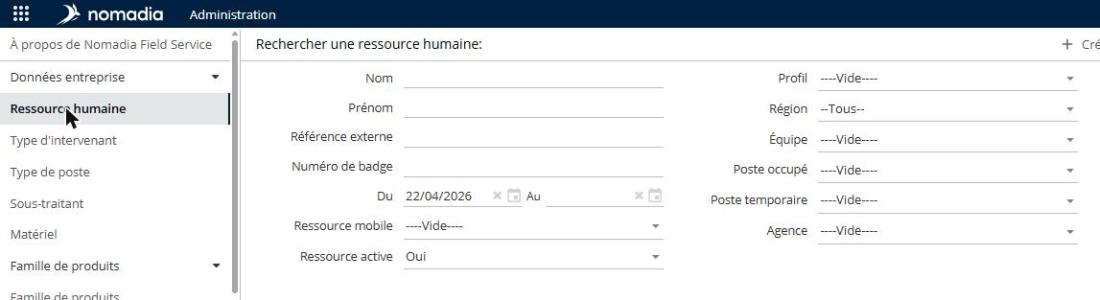 nomadia Administration
À propos de Nomadia Field Service
Données entreprise
Ressource humaine
Type d'intervenant
Type de poste
Sous-traitant
Matériel
Famille de produits
Famille de produits
Rechercher une ressource humaine:
+ Cré
Nom
Prénom
Référence externe
Numéro de badge
Du 22/04/2026 Au
Ressource mobile ----Vide----
Ressource active Oui
Profil ----Vide----
Région --Tous--
Équipe ----Vide----
Poste occupé ----Vide----
Poste temporaire ----Vide----
Agence ----Vide----